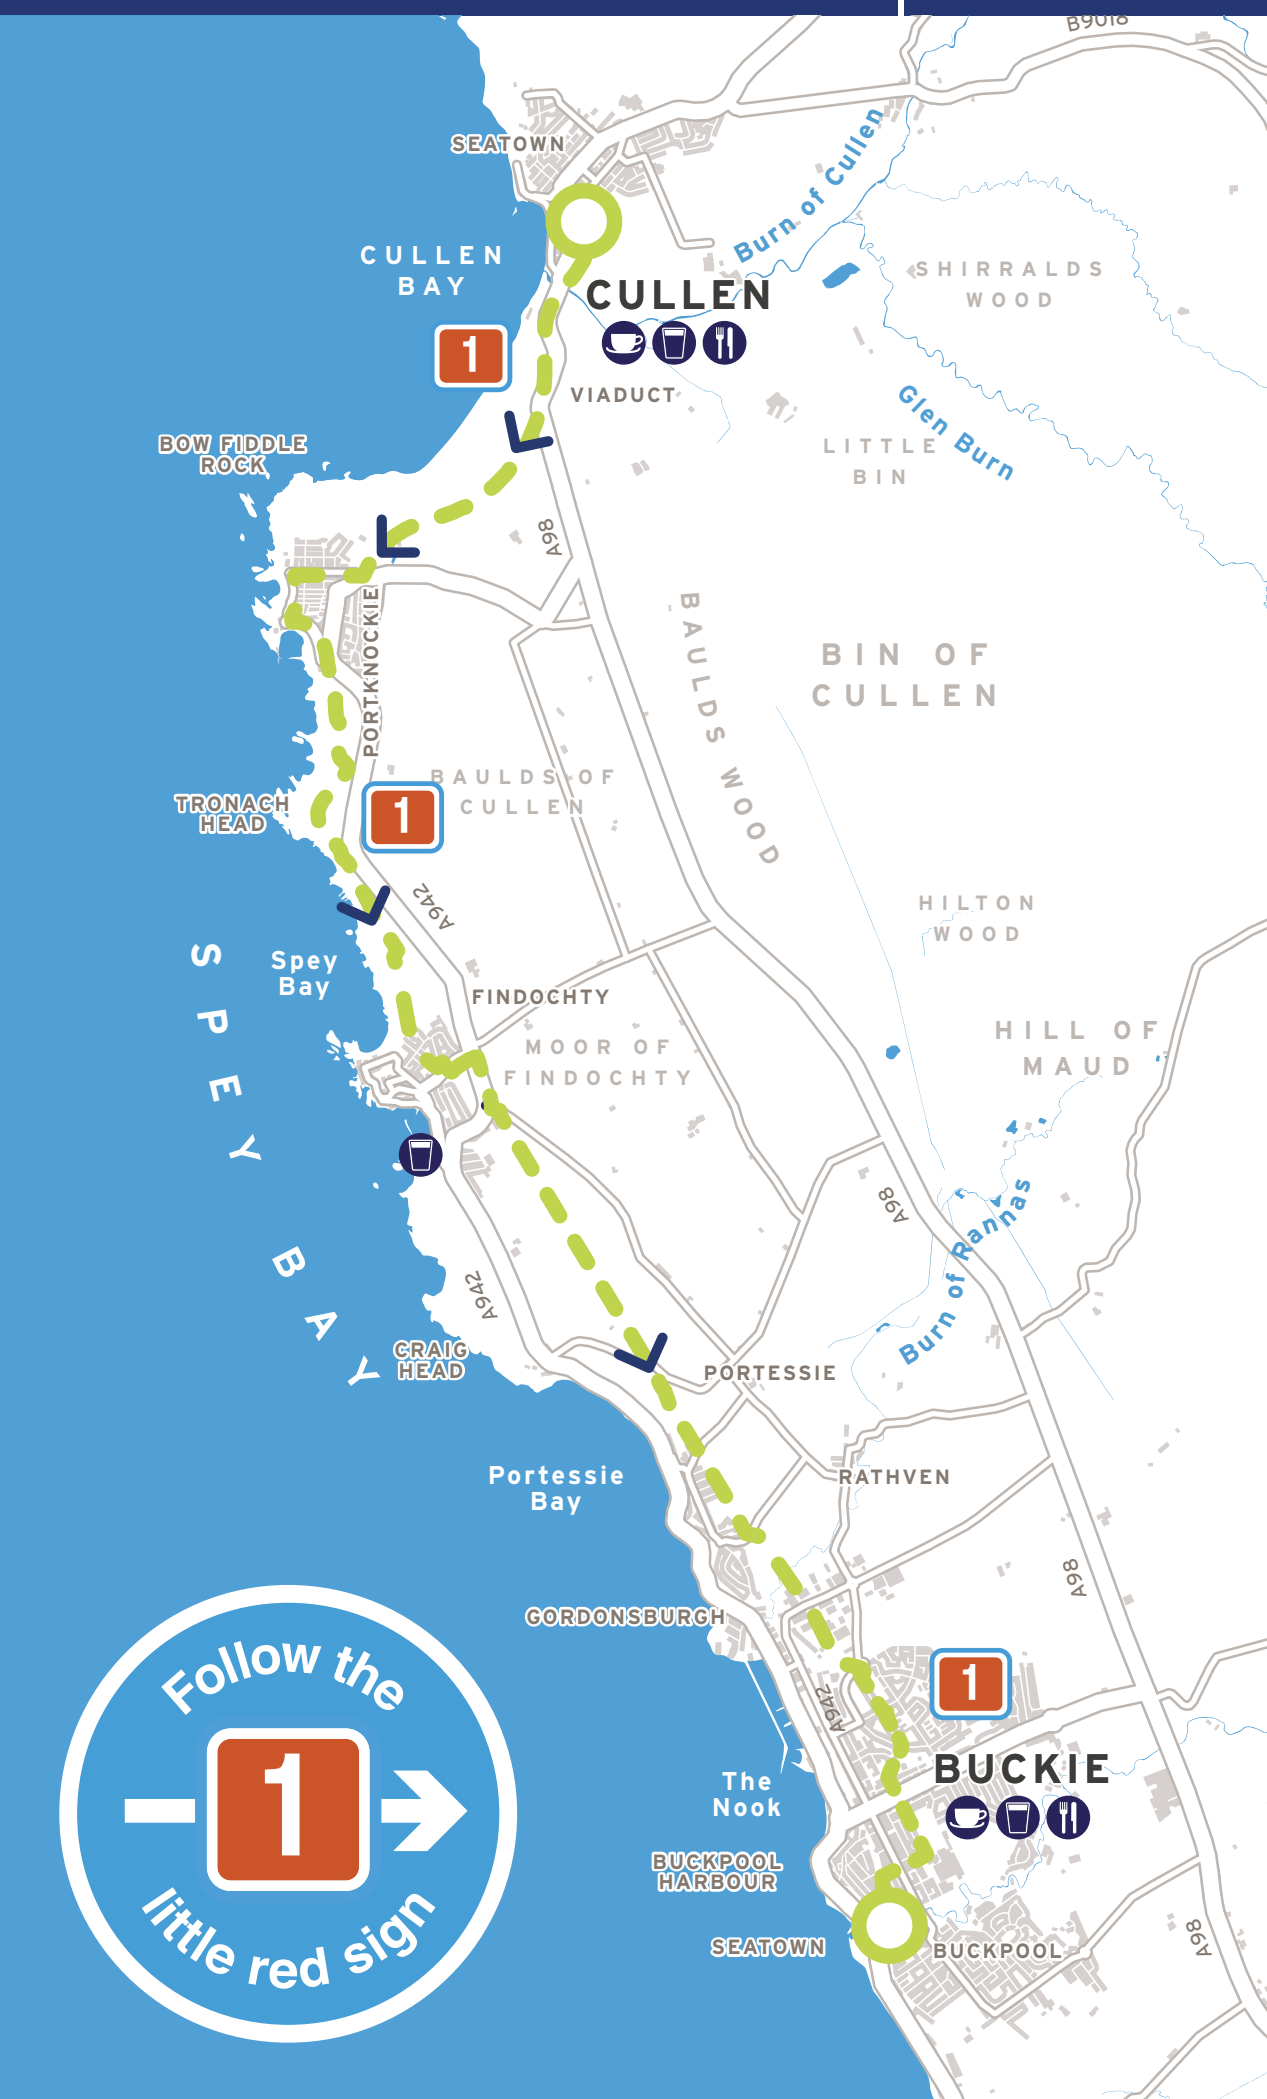 B9018
SEATOWN
Burn of Cullen
CULLEN
BAY
SHIRRALDS
WOOD
CULLEN
1
VIADUCT
Glen Burn
BOW FIDDLE
ROCK
LITTLE
BIN
A98
PORTKNOCKIE
BAULDS WOOD
BIN OF
CULLEN
BAULDS OF
CULLEN
TRONACH
HEAD
1
A942
HILTON
WOOD
Spey
Bay
SPEY BAY
FINDOCHTY
MOOR OF
FINDOCHTY
HILL OF
MAUD
A98
Burn of Rannas
A942
CRAIG
HEAD
PORTESSIE
Portessie
Bay
RATHVEN
A98
GORDONSBURGH
1
A942
BUCKIE
The
Nook
BUCKPOOL
HARBOUR
SEATOWN
BUCKPOOL
A98
Follow the
1
little red sign